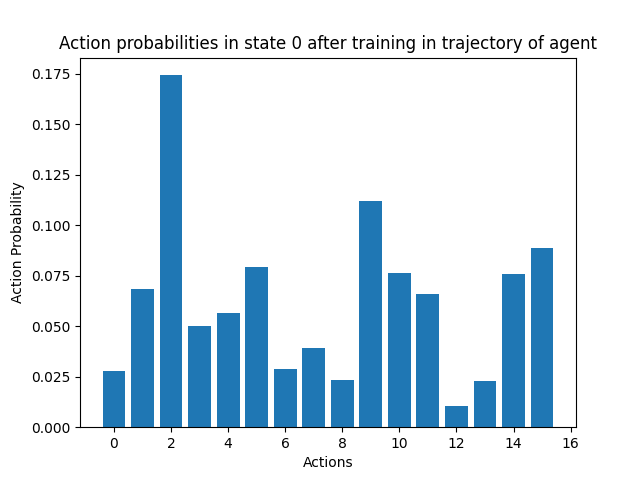 Action probabilities in state 0 after training in trajectory of agent
0.175
0.150
0.125
0.100
0.075
0.050
0.025
0.000
Action Probability
0 2 4 6 8 10 12 14 16
Actions